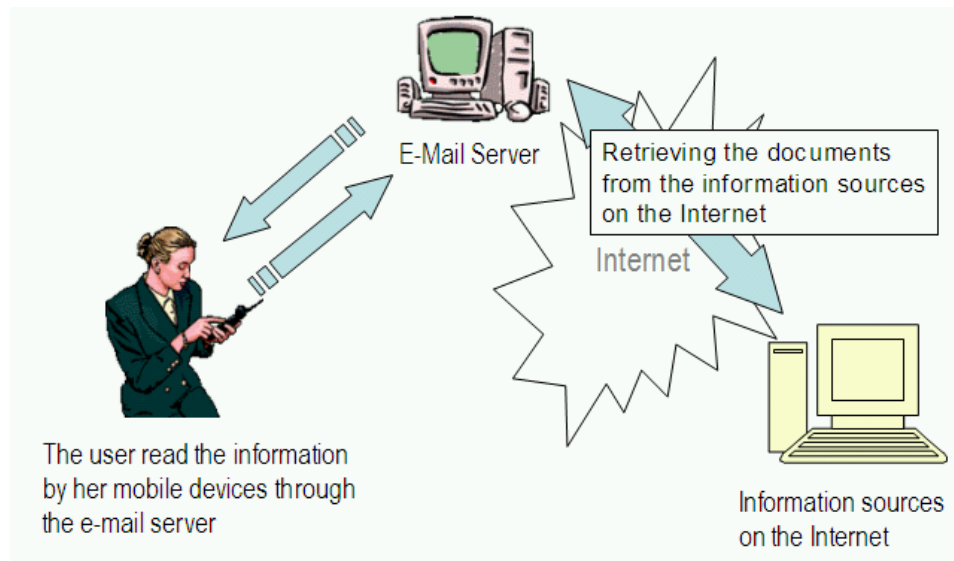 E-Mail Server
Retrieving the documents
from the information sources
on the Internet
Internet
The user read the information
by her mobile devices through
the e-mail server
Information sources
on the Internet